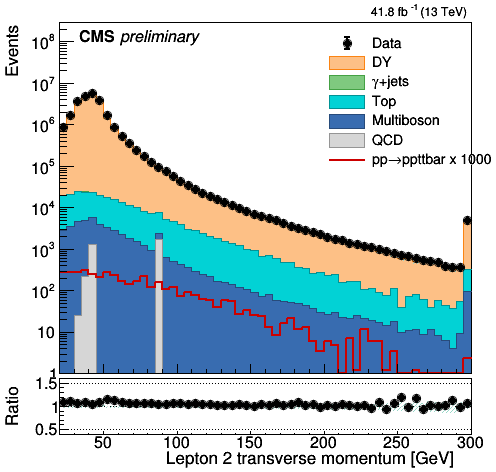 41.8 fb⁻¹ (13 TeV)
CMS preliminary
Events
10⁸
10⁷
10⁶
10⁵
10⁴
10³
10²
10
1
Data
DY
γ+jets
Top
Multiboson
QCD
pp→ppttbar x 1000
Ratio
1.5
1
0.5
50 100 150 200 250 300
Lepton 2 transverse momentum [GeV]